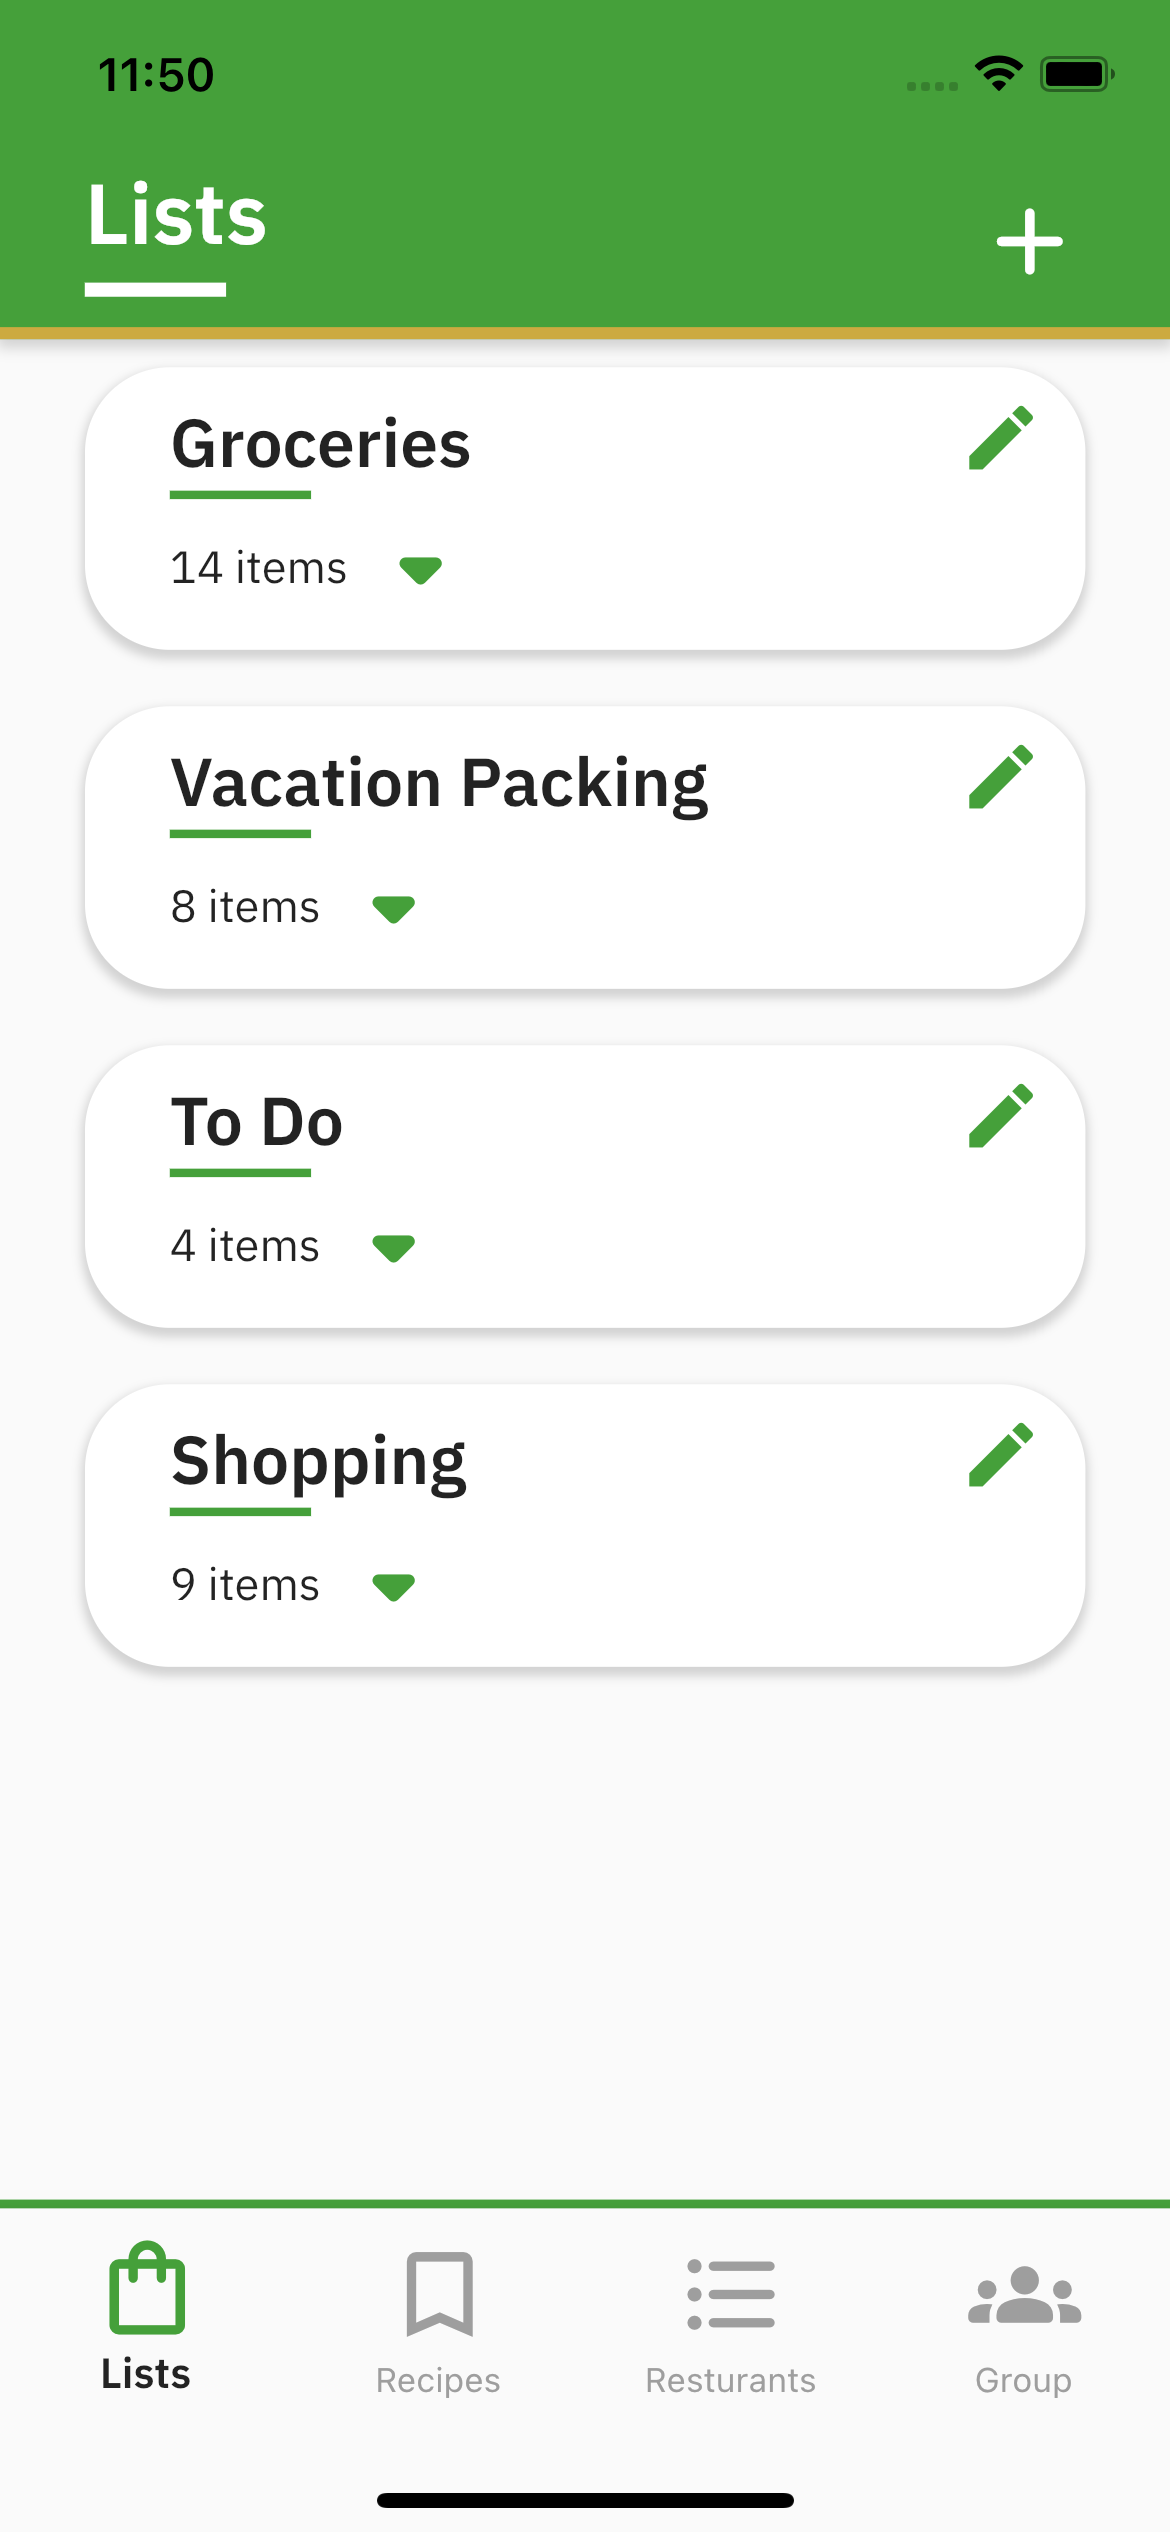 11:50
Lists
Groceries
14 items
Vacation Packing
8 items
To Do
4 items
Shopping
9 items
Lists
Recipes
Resturants
Group